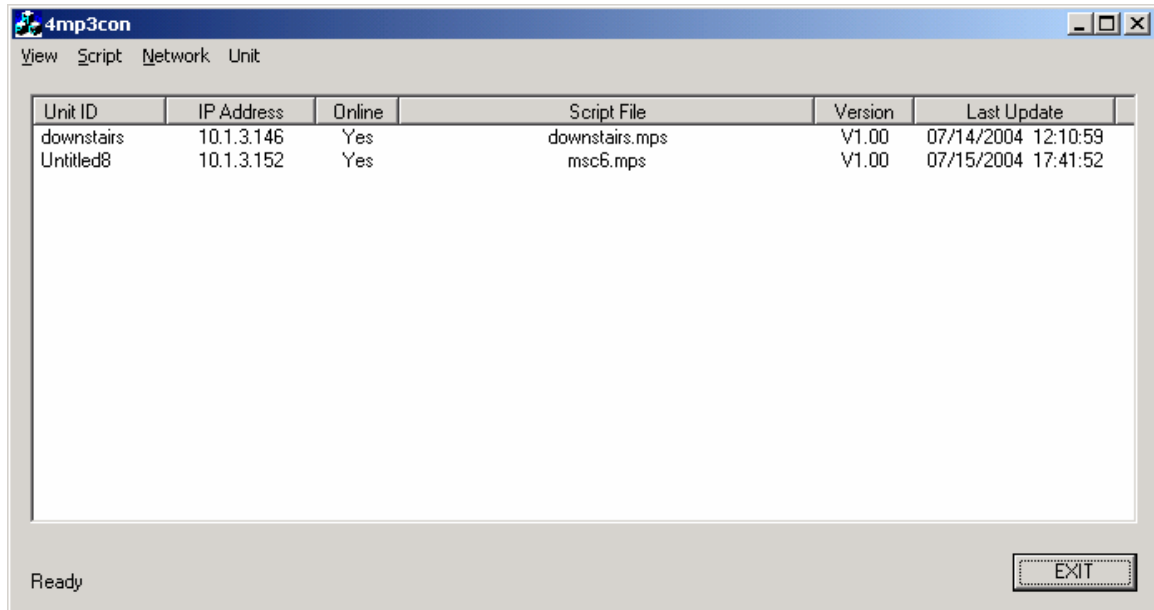 4mp3con
View Script Network Unit
Unit ID IP Address Online Script File Version Last Update
downstairs 10.1.3.146 Yes downstairs.mps V1.00 07/14/2004 12:10:59
Untitled8 10.1.3.152 Yes msc6.mps V1.00 07/15/2004 17:41:52
Ready
EXIT